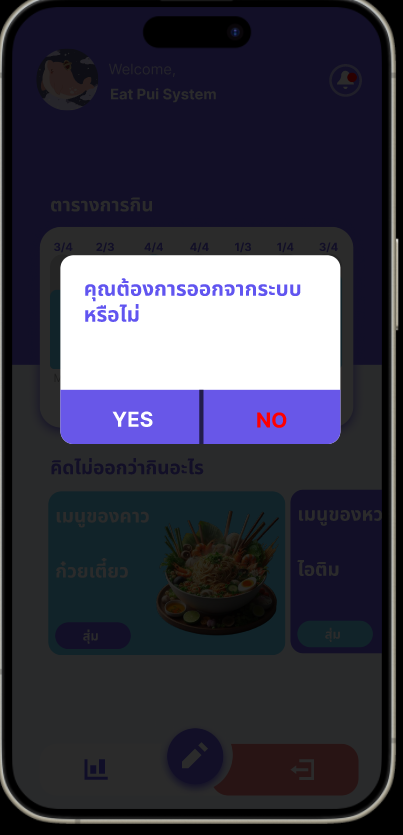 Welcome,
Eat Pui System
ตารางการกิน
3/4 2/3 4/4 4/4 1/3 1/4 3/4
คุณต้องการออกจากระบบ
หรือไม่
YES NO
คิดไม่ออกว่ากินอะไร
เมนูของคาว
ก๋วยเตี๋ยว
สุ่ม
เมนูของหว
ไอติม
สุ่ม